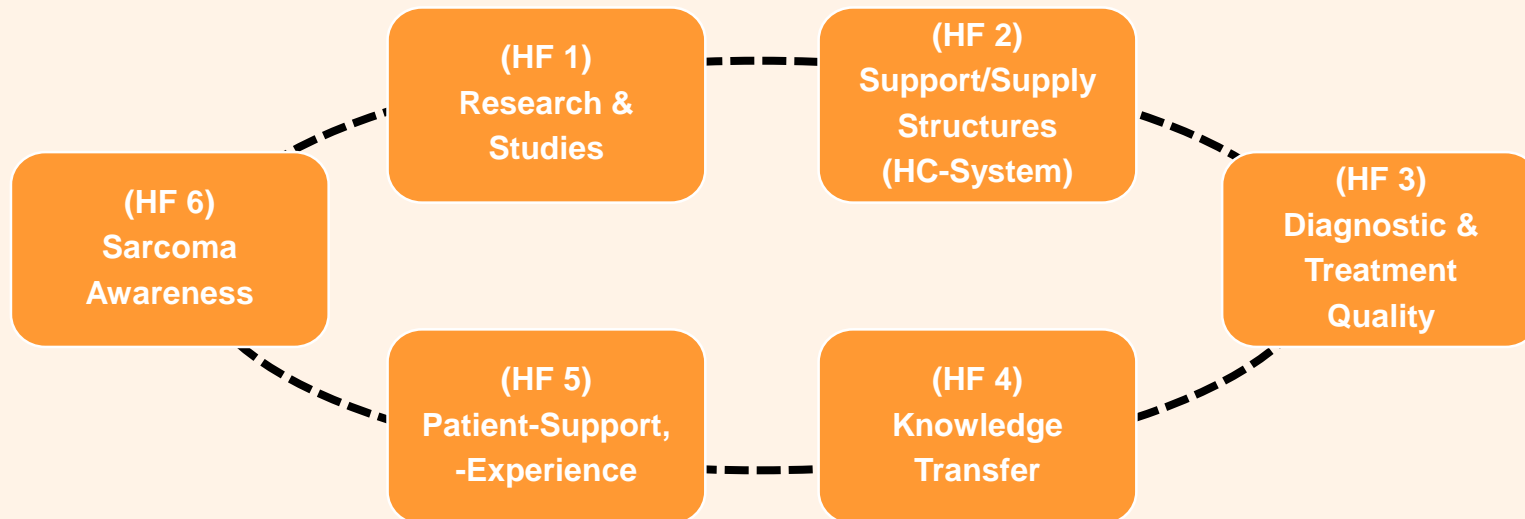 (HF 1)
Research &
Studies
(HF 2)
Support/Supply
Structures
(HC-System)
(HF 3)
Diagnostic &
Treatment
Quality
(HF 4)
Knowledge
Transfer
(HF 5)
Patient-Support,
-Experience
(HF 6)
Sarcoma
Awareness